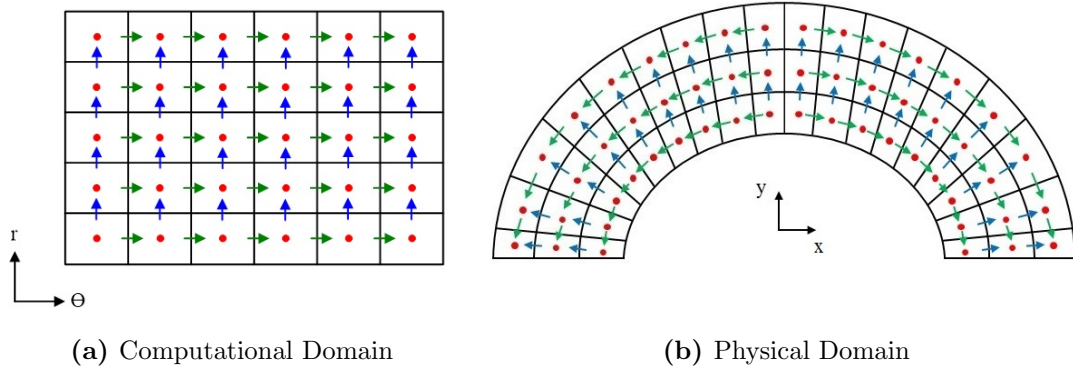 r
Θ
y
x
(a) Computational Domain
(b) Physical Domain